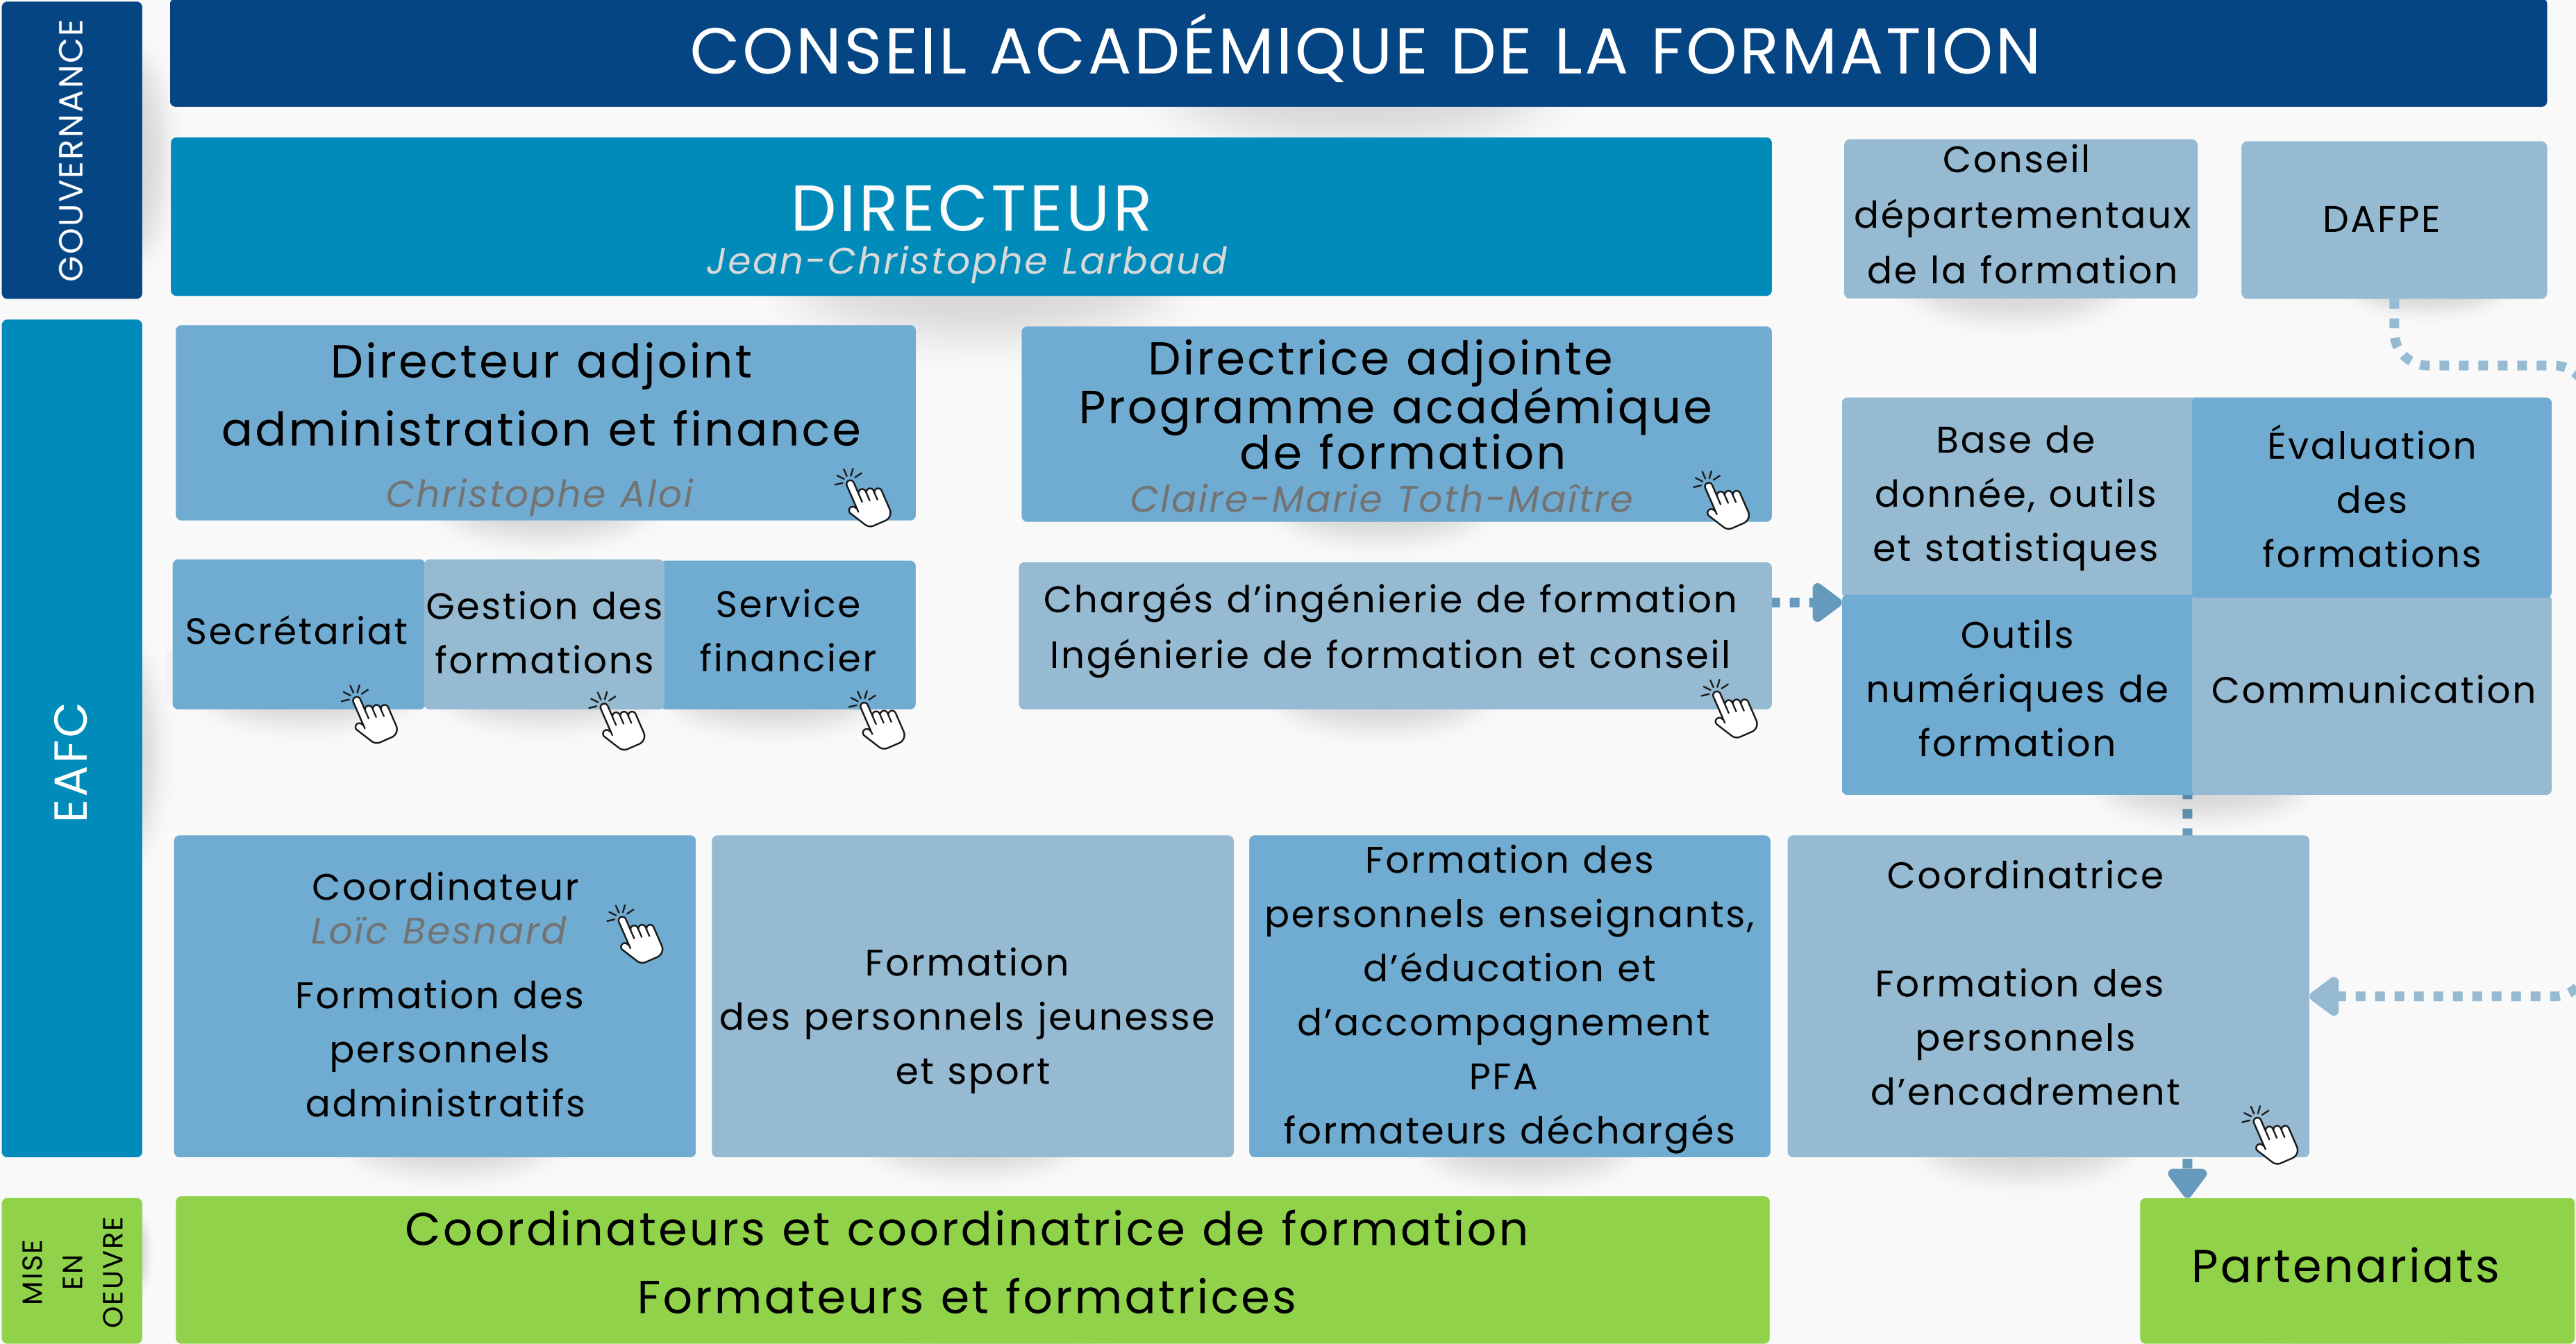 GOUVERNANCE
CONSEIL ACADÉMIQUE DE LA FORMATION
DIRECTEUR
Jean-Christophe Larbaud
Conseil
départementaux
de la formation
DAFPE
EAFC
Directeur adjoint
administration et finance
Christophe Aloi
Directrice adjointe
Programme académique
de formation
Claire-Marie Toth-Maître
Base de
donnée, outils
et statistiques
Évaluation
des
formations
Secrétariat
Gestion des
formations
Service
financier
Chargés d’ingénierie de formation
Ingénierie de formation et conseil
Outils
numériques de
formation
Communication
Coordinateur
Loïc Besnard
Formation des
personnels
administratifs
Formation
des personnels jeunesse
et sport
Formation des
personnels enseignants,
d’éducation et
d’accompagnement
PFA
formateurs déchargés
Coordinatrice
Formation des
personnels
d’encadrement
MISE
EN
OEUVRE
Coordinateurs et coordinatrice de formation
Formateurs et formatrices
Partenariats